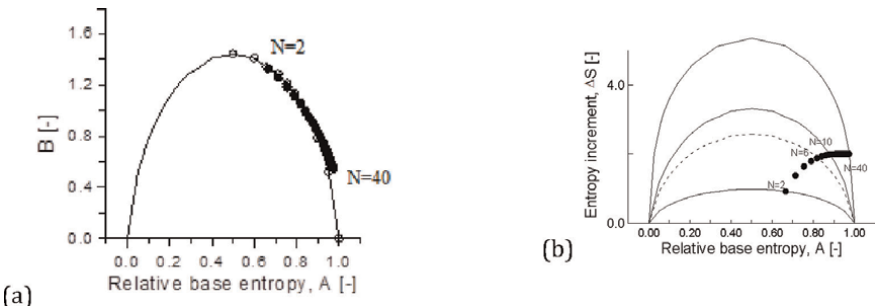 1.6
1.2
0.8
0.4
0.0
B [-]
N=2
N=40
0.0 0.2 0.4 0.6 0.8 1.0
Relative base entropy, A [-]
(a)
4.0
0.0
Entropy increment, ΔS [-]
N=10
N=6
N=40
N=2
0.00 0.20 0.40 0.60 0.80 1.00
Relative base entropy, A [-]
(b)